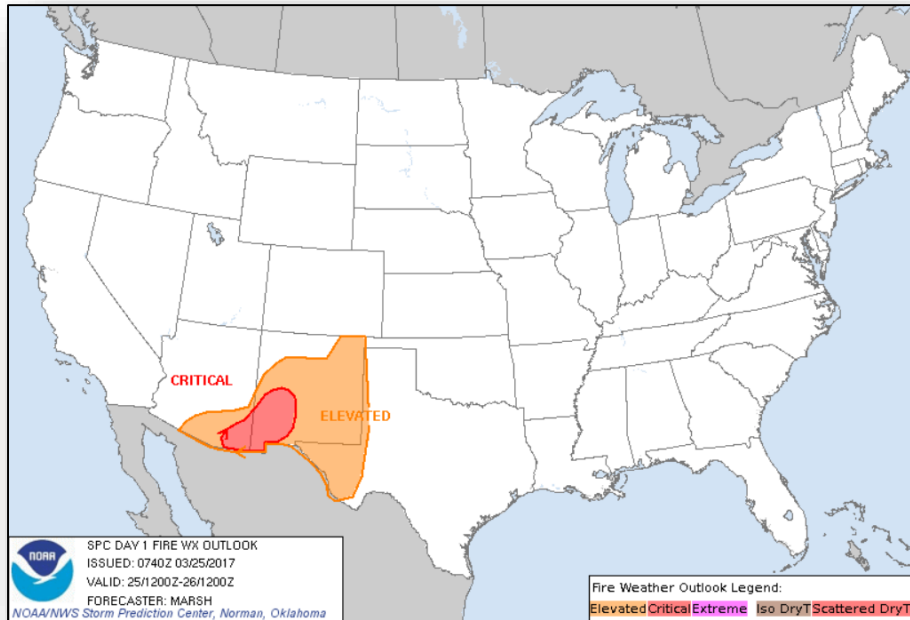 CRITICAL
ELEVATED
NOAA
SPC DAY 1 FIRE WX OUTLOOK
ISSUED: 0740Z 03/25/2017
VALID: 25/1200Z-26/1200Z
FORECASTER: MARSH
NOAA/NWS Storm Prediction Center, Norman, Oklahoma
Fire Weather Outlook Legend:
Elevated Critical Extreme Iso DryT Scattered DryT